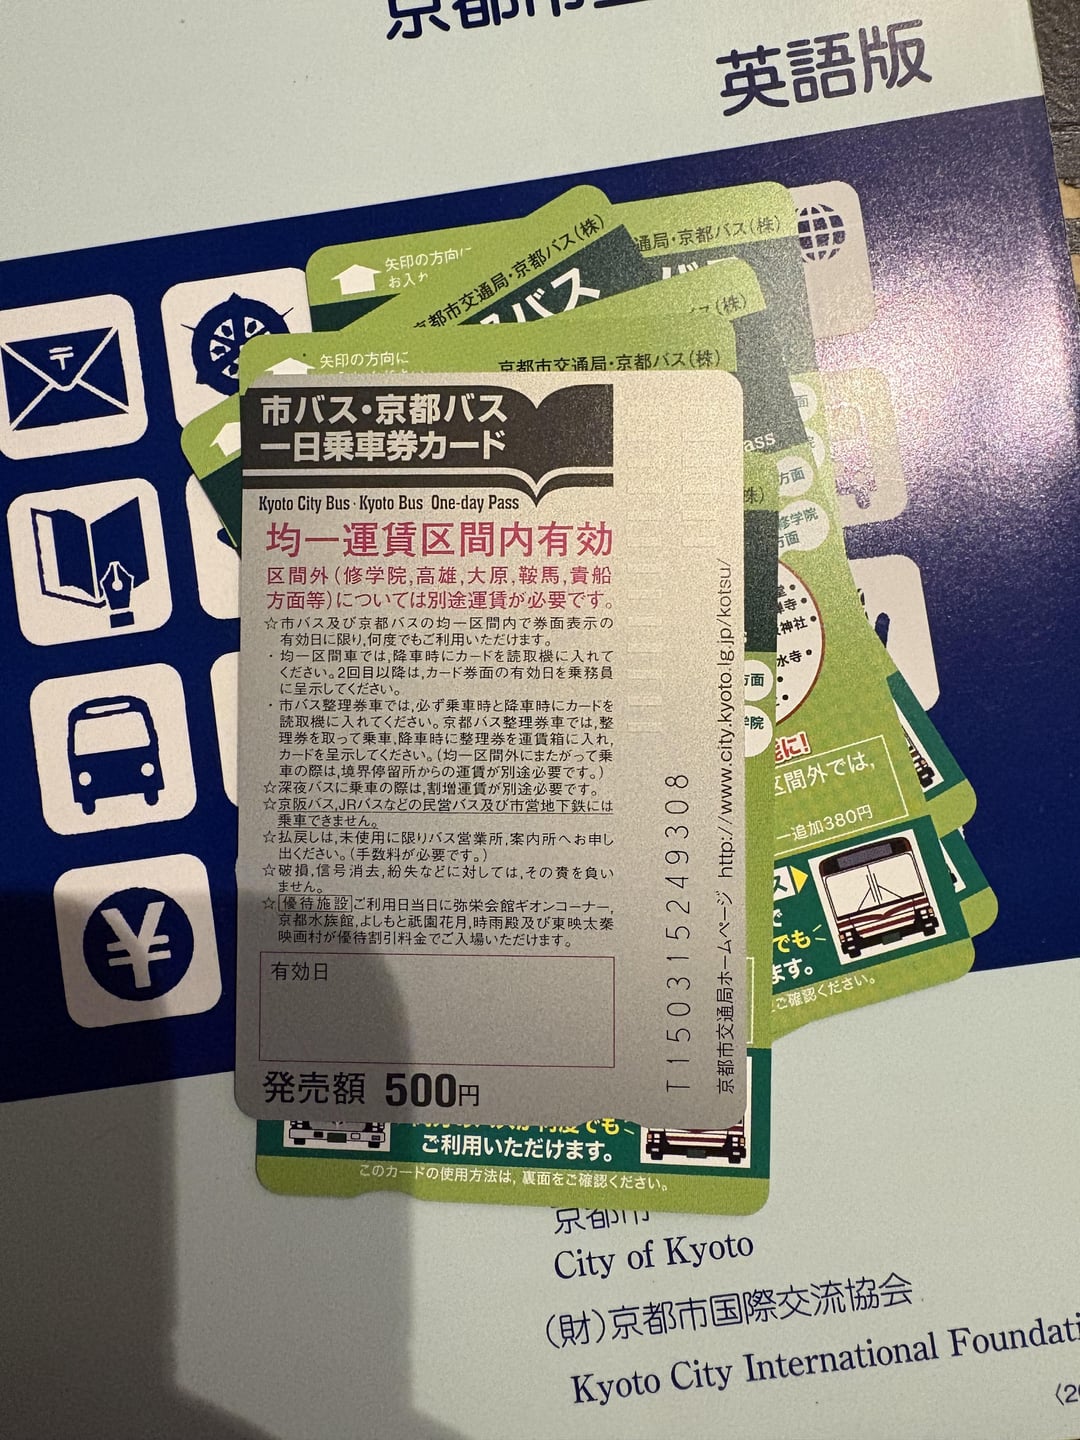 英語版
矢印の方向に
お入れ
京都市交通局・京都バス(株)
通局・京都バス(株)
バス
矢印の方向に
京都市交通局・京都バス(株)
市バス・京都バス
一日乗車券カード
Kyoto City Bus・Kyoto Bus One-day Pass
均一運賃区間内有効
区間外(修学院,高雄,大原,鞍馬,貴船
方面等)については別途運賃が必要です。
☆市バス及び京都バスの均一区間内で券面表示の
有効日に限り,何度でもご利用いただけます。
・均一区間車では,降車時にカードを読取機に入れて
ください。2回目以降は,カード券面の有効日を乗務員
に呈示してください。
・市バス整理券車では,必ず乗車時と降車時にカードを
読取機に入れてください。京都バス整理券車では,整
理券を取って乗車,降車時に整理券を運賃箱に入れ,
カードを呈示してください。(均一区間外にまたがって乗
車の際は,境界停留所からの運賃が別途必要です。)
☆深夜バスに乗車の際は,割増運賃が別途必要です。
☆京阪バス,JRバスなどの民営バス及び市営地下鉄には
乗車できません。
☆払戻しは,未使用に限りバス営業所,案内所へお申し
出ください。(手数料が必要です。)
☆破損,信号消去,紛失などに対しては,その責を負い
ません。
☆優待施設ご利用日当日に弥栄会館ギオンコーナー,
京都水族館,よしもと祇園花月,時雨殿及び東映太秦
映画村が優待割引料金でご入場いただけます。
有効日
発売額 500円
T150315249308
京都市交通局ホームページ http://www.city.kyoto.lg.jp/kotsu/
方面
修学院
方面
水寺
区間外では,
追加380円
でも
ます。
ご確認ください。
ご利用いただけます。
このカードの使用方法は,裏面をご確認ください。
京都市
City of Kyoto
(財)京都市国際交流協会
Kyoto City International Foundati